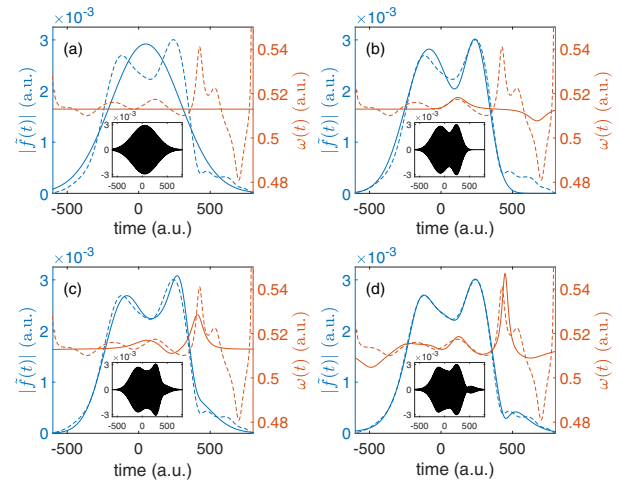 ×10⁻³
×10⁻³
(a)
(b)
3
2
1
0
|f̃(t)| (a.u.)
0.54
0.52
0.5
0.48
ω(t) (a.u.)
×10⁻³
3
0
-3
-500 0 500
-500 0 500
time (a.u.)
3
2
1
0
|f̃(t)| (a.u.)
0.54
0.52
0.5
0.48
ω(t) (a.u.)
×10⁻³
3
0
-3
-500 0 500
-500 0 500
time (a.u.)
×10⁻³
×10⁻³
(c)
(d)
3
2
1
0
|f̃(t)| (a.u.)
0.54
0.52
0.5
0.48
ω(t) (a.u.)
×10⁻³
3
0
-3
-500 0 500
-500 0 500
time (a.u.)
3
2
1
0
|f̃(t)| (a.u.)
0.54
0.52
0.5
0.48
ω(t) (a.u.)
×10⁻³
3
0
-3
-500 0 500
-500 0 500
time (a.u.)